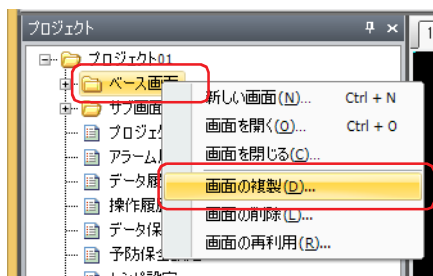 プロジェクト
1
プロジェクト01
ベース画面
サブ画面
新しい画面(N)... Ctrl + N
画面を開く(O)... Ctrl + O
画面を閉じる(C)...
画面の複製(D)...
画面の削除(L)...
画面の再利用(R)...
プロジェ
アラーム
データ履
操作履
データ保
予防保